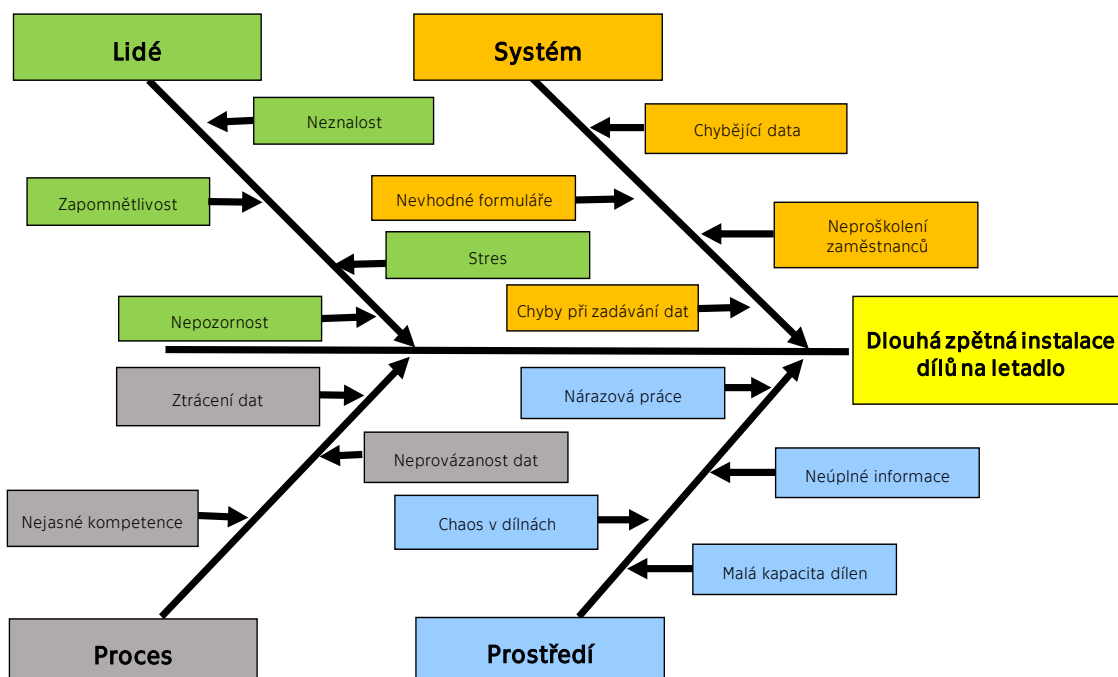 Lidé
Systém
Neznalost
Chybějící data
Zapomnětlivost
Nevhodné formuláře
Neproškolení
zaměstnanců
Stres
Nepozornost
Chyby při zadávání dat
Dlouhá zpětná instalace
dílů na letadlo
Ztrácení dat
Nárazová práce
Neprovázanost dat
Neúplné informace
Nejasné kompetence
Chaos v dílnách
Malá kapacita dílen
Proces
Prostředí